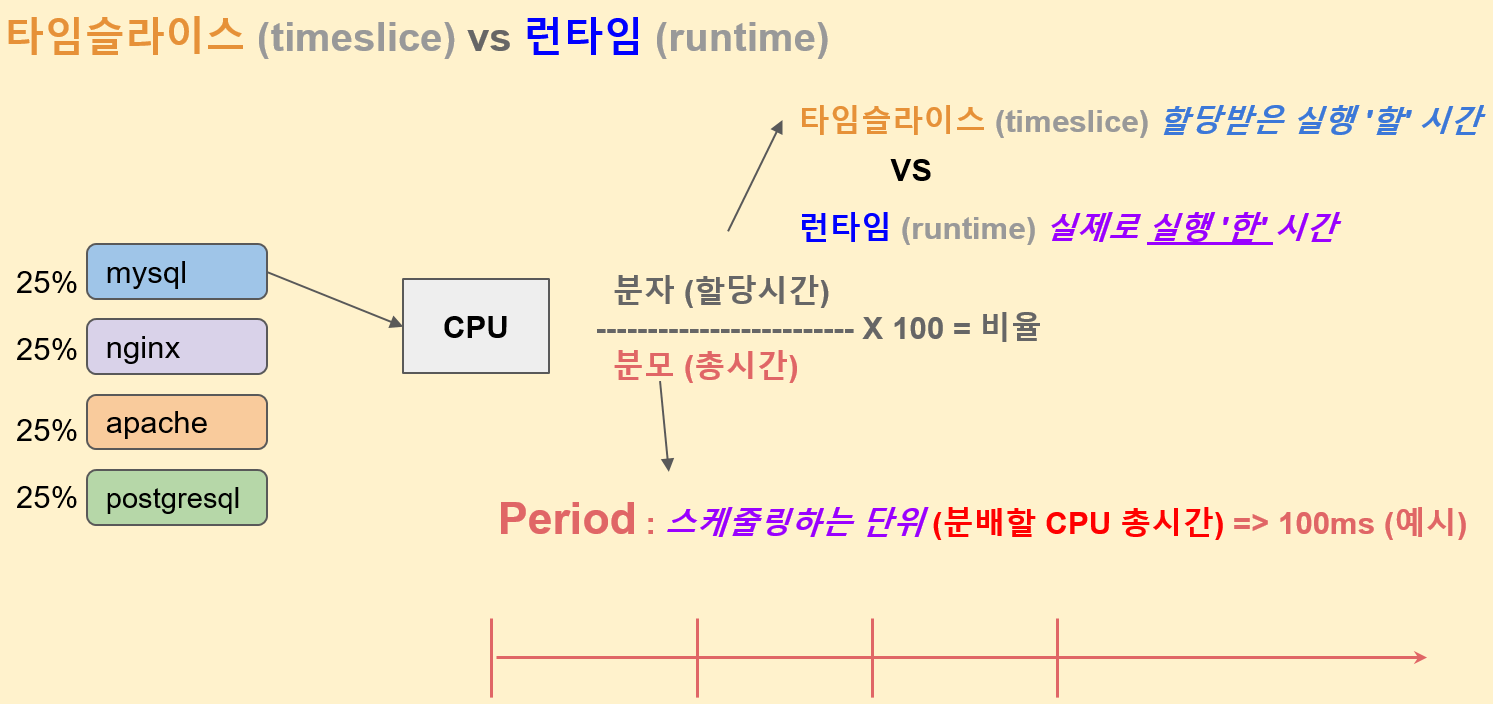 타임슬라이스 (timeslice) vs 런타임 (runtime)
타임슬라이스 (timeslice) 할당받은 실행 '할' 시간
VS
런타임 (runtime) 실제로 실행 '한' 시간
25% mysql
25% nginx
25% apache
25% postgresql
CPU
분자 (할당시간)
------------------------- X 100 = 비율
분모 (총시간)
Period : 스케줄링하는 단위 (분배할 CPU 총시간) => 100ms (예시)